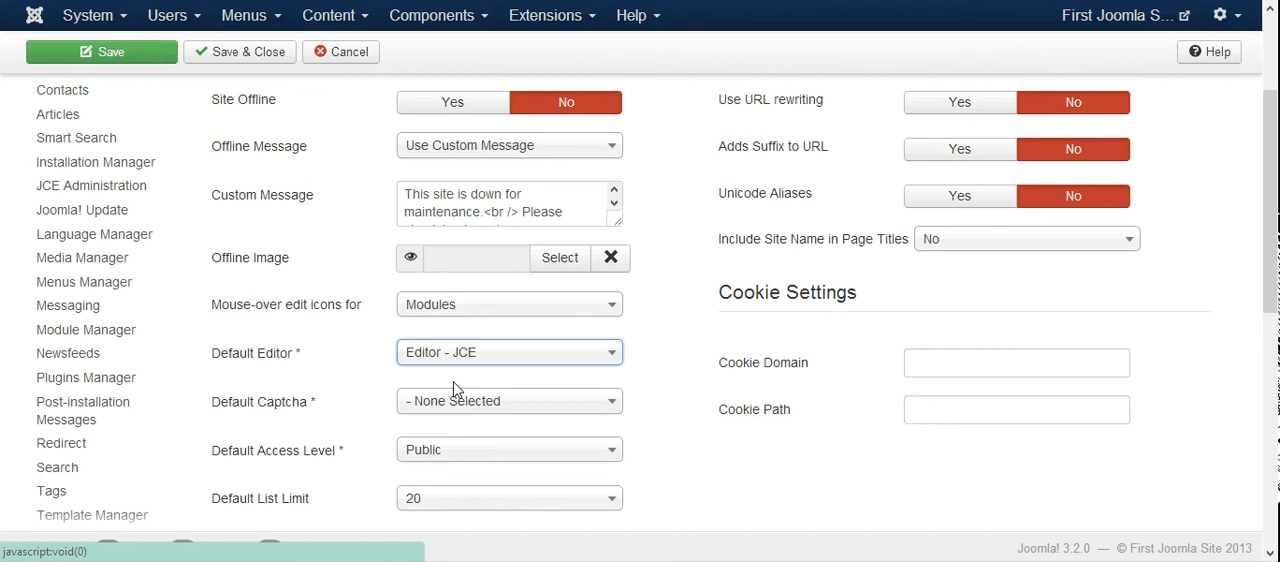 System Users Menus Content Components Extensions Help First Joomla S...
Save Save & Close Cancel Help
Contacts
Articles
Smart Search
Installation Manager
JCE Administration
Joomla! Update
Language Manager
Media Manager
Menus Manager
Messaging
Module Manager
Newsfeeds
Plugins Manager
Post-installation
Messages
Redirect
Search
Tags
Template Manager
Site Offline Yes No
Offline Message Use Custom Message
Custom Message This site is down for
maintenance.<br /> Please
Offline Image Select
Mouse-over edit icons for Modules
Default Editor * Editor - JCE
Default Captcha * - None Selected
Default Access Level * Public
Default List Limit 20
Use URL rewriting Yes No
Adds Suffix to URL Yes No
Unicode Aliases Yes No
Include Site Name in Page Titles No
Cookie Settings
Cookie Domain
Cookie Path
javascript:void(0)
Joomla! 3.2.0 — © First Joomla Site 2013